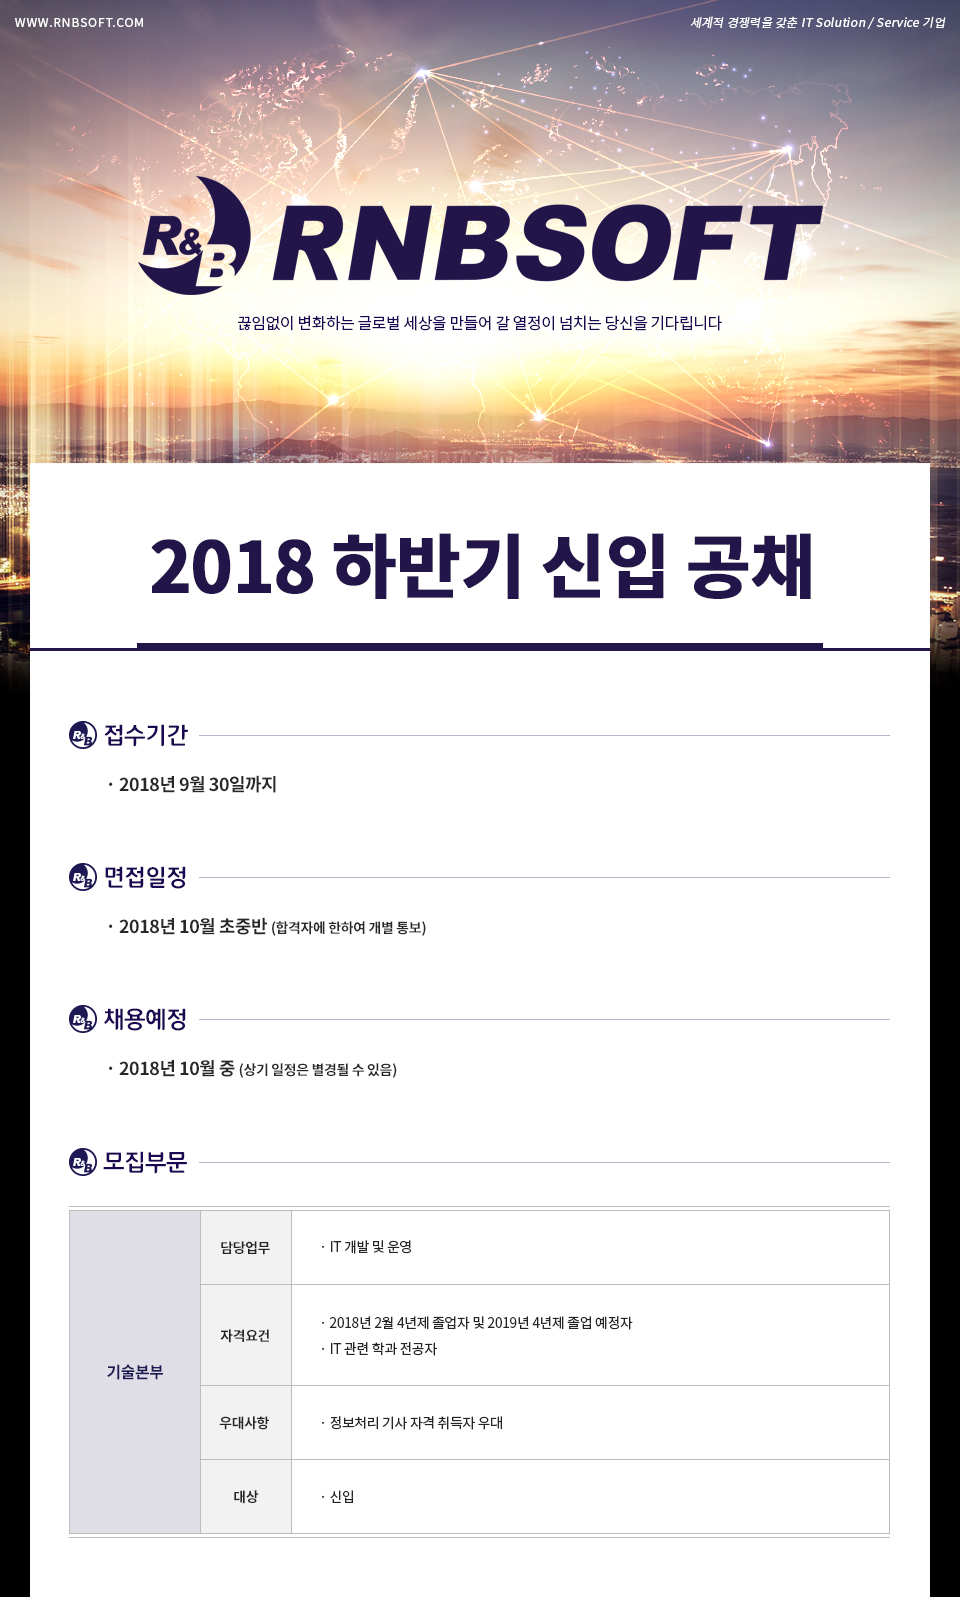 WWW.RNBSOFT.COM
세계적 경쟁력을 갖춘 IT Solution / Service 기업
R&B RNBSOFT
끊임없이 변화하는 글로벌 세상을 만들어 갈 열정이 넘치는 당신을 기다립니다
2018 하반기 신입 공채
R&B 접수기간
· 2018년 9월 30일까지
R&B 면접일정
· 2018년 10월 초중반 (합격자에 한하여 개별 통보)
R&B 채용예정
· 2018년 10월 중 (상기 일정은 별경될 수 있음)
R&B 모집부문
기술본부
담당업무
· IT 개발 및 운영
자격요건
· 2018년 2월 4년제 졸업자 및 2019년 4년제 졸업 예정자
· IT 관련 학과 전공자
우대사항
· 정보처리 기사 자격 취득자 우대
대상
· 신입